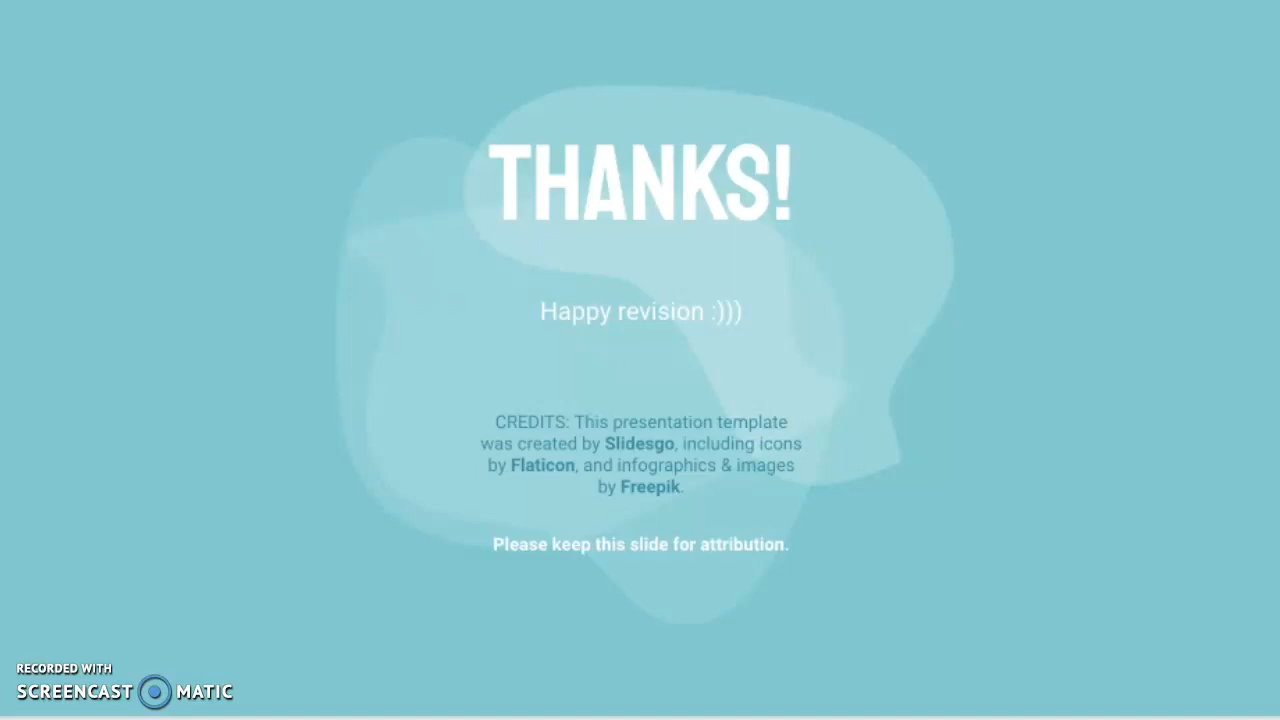 THANKS!
Happy revision :)))
CREDITS: This presentation template
was created by Slidesgo, including icons
by Flaticon, and infographics & images
by Freepik.
Please keep this slide for attribution.
RECORDED WITH
SCREENCAST MATIC